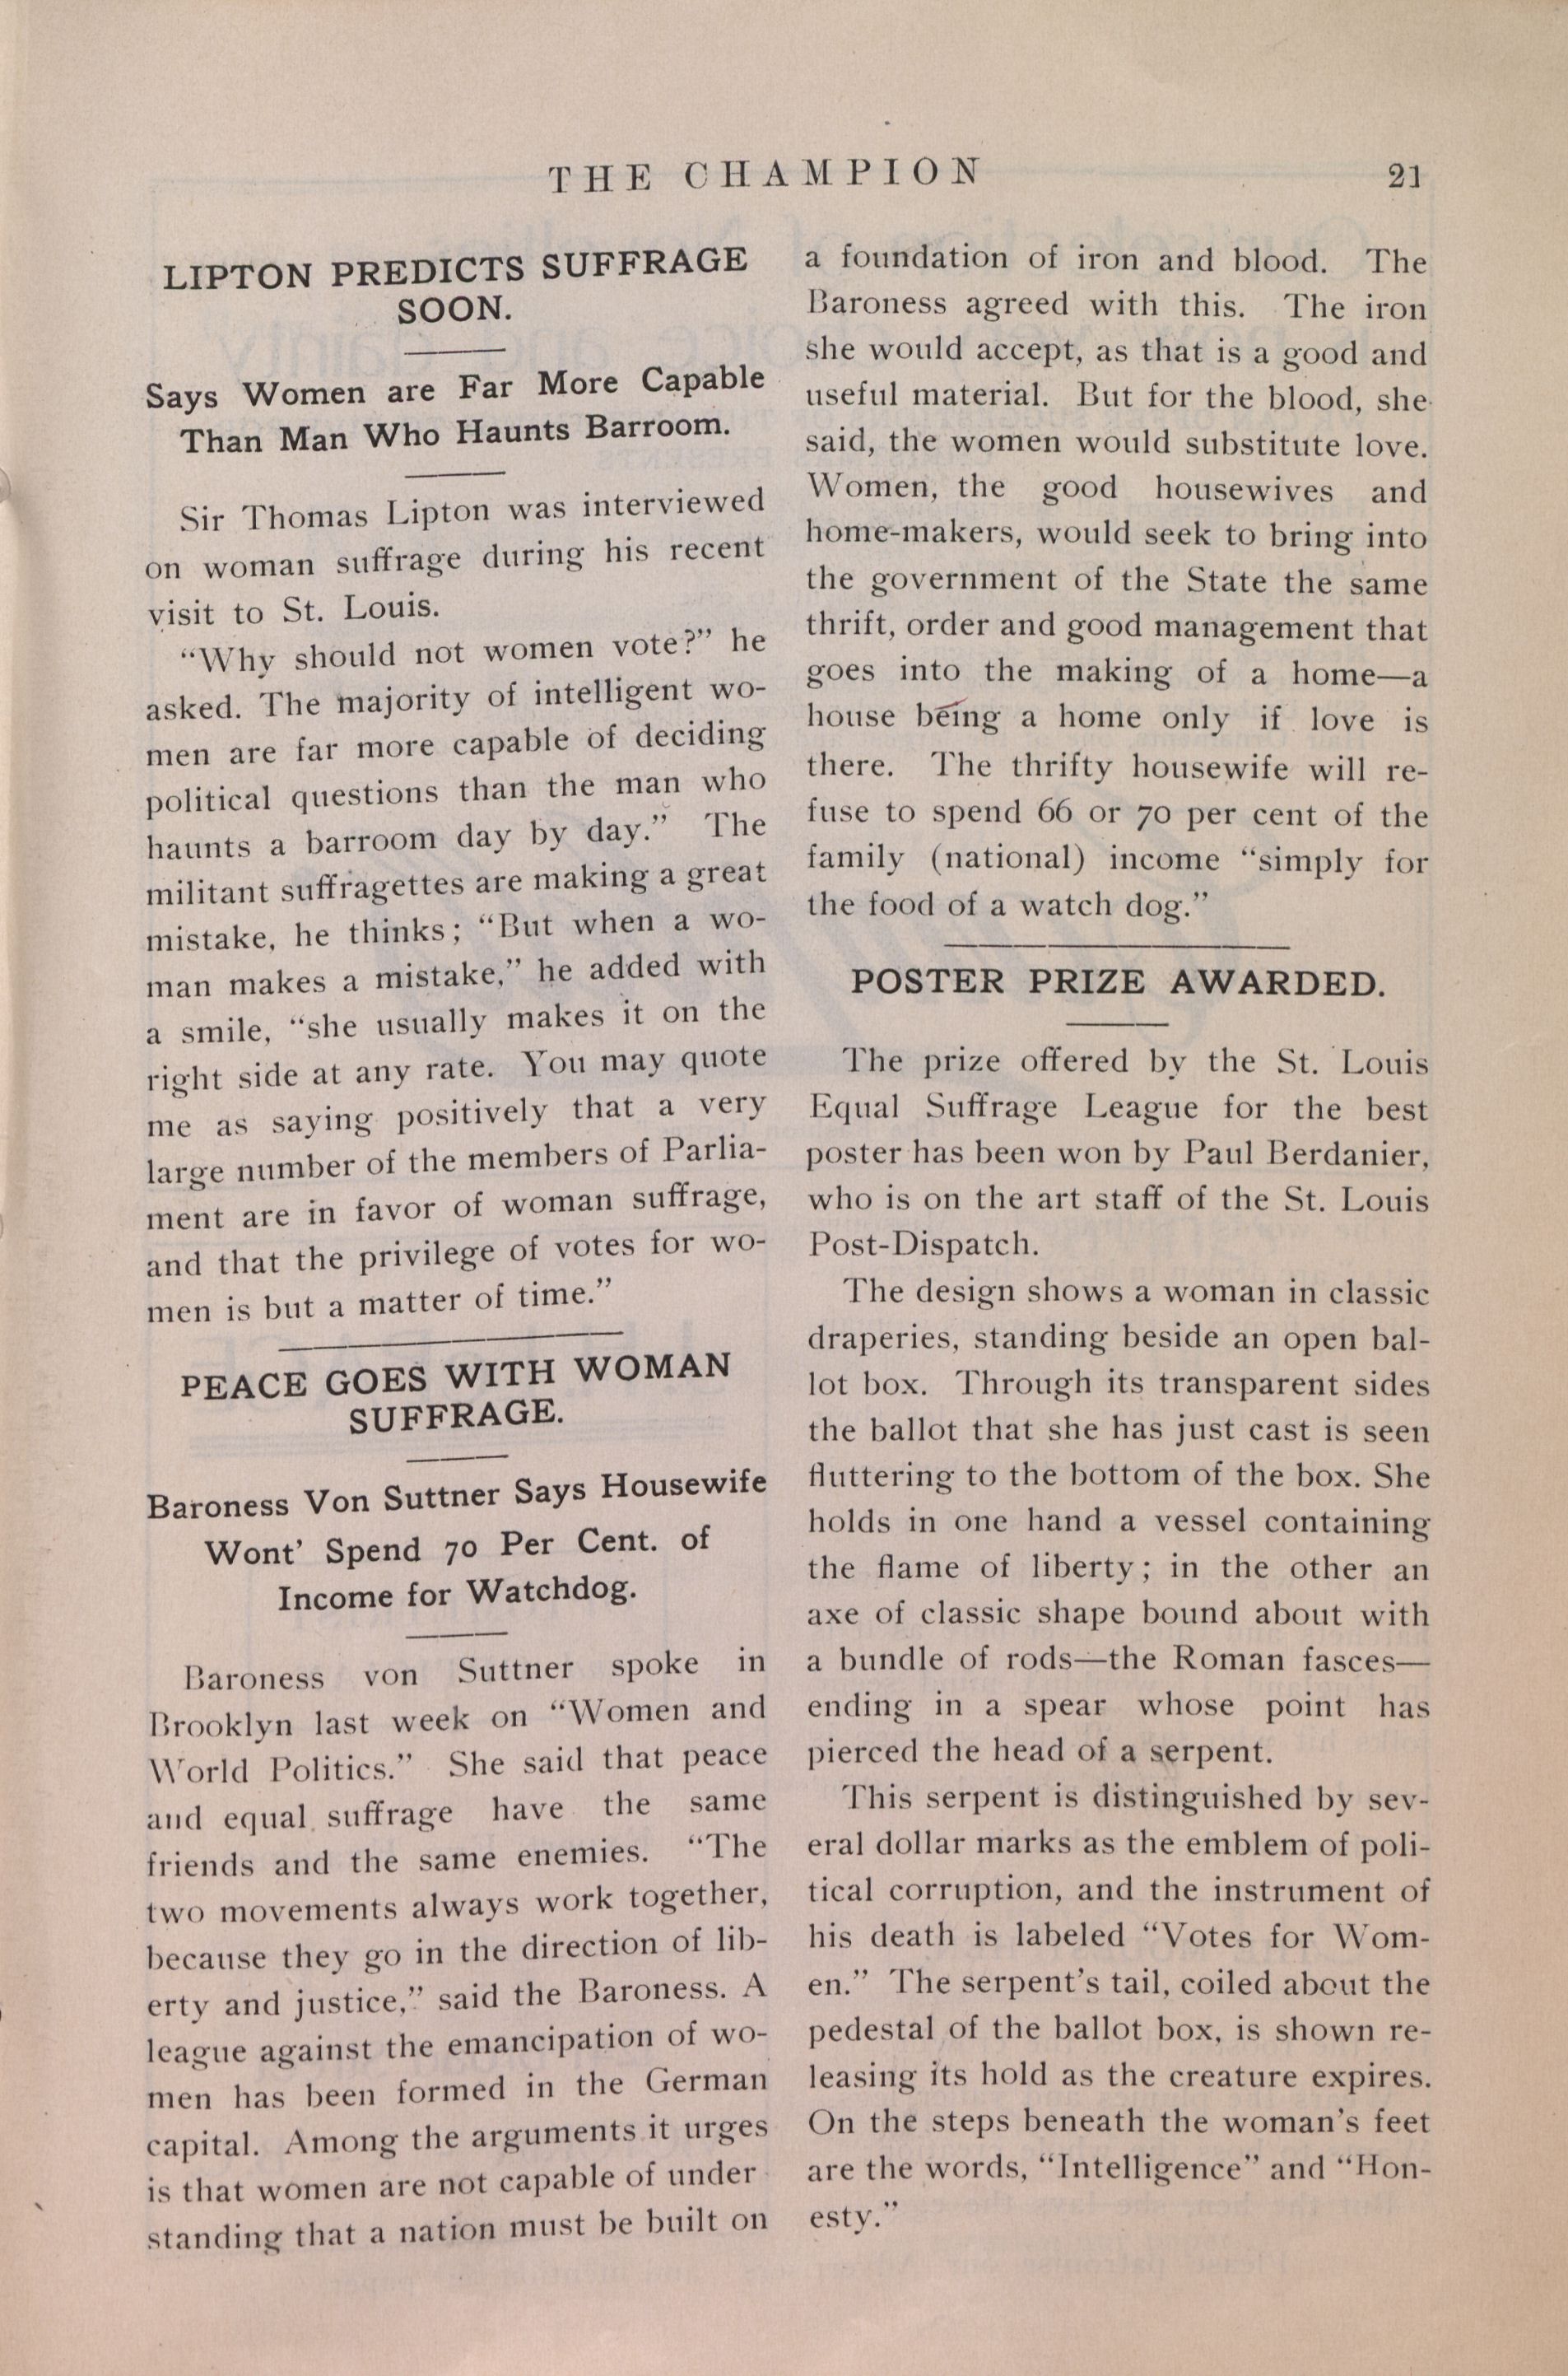 THE CHAMPION 21
LIPTON PREDICTS SUFFRAGE
SOON.
Says Women are Far More Capable
Than Man Who Haunts Barroom.
Sir Thomas Lipton was interviewed
on woman suffrage during his recent
visit to St. Louis.
“Why should not women vote?” he
asked. The majority of intelligent wo-
men are far more capable of deciding
political questions than the man who
haunts a barroom day by day.” The
militant suffragettes are making a great
mistake, he thinks; “But when a wo-
man makes a mistake,” he added with
a smile, “she usually makes it on the
right side at any rate. You may quote
me as saying positively that a very
large number of the members of Parlia-
ment are in favor of woman suffrage,
and that the privilege of votes for wo-
men is but a matter of time.”
PEACE GOES WITH WOMAN
SUFFRAGE.
Baroness Von Suttner Says Housewife
Wont’ Spend 70 Per Cent. of
Income for Watchdog.
Baroness von Suttner spoke in
Brooklyn last week on “Women and
World Politics.” She said that peace
and equal suffrage have the same
friends and the same enemies. “The
two movements always work together,
because they go in the direction of lib-
erty and justice,” said the Baroness. A
league against the emancipation of wo-
men has been formed in the German
capital. Among the arguments it urges
is that women are not capable of under
standing that a nation must be built on
a foundation of iron and blood. The
Baroness agreed with this. The iron
she would accept, as that is a good and
useful material. But for the blood, she
said, the women would substitute love.
Women, the good housewives and
home-makers, would seek to bring into
the government of the State the same
thrift, order and good management that
goes into the making of a home—a
house being a home only if love is
there. The thrifty housewife will re-
fuse to spend 66 or 70 per cent of the
family (national) income “simply for
the food of a watch dog.”
POSTER PRIZE AWARDED.
The prize offered by the St. Louis
Equal Suffrage League for the best
poster has been won by Paul Berdanier,
who is on the art staff of the St. Louis
Post-Dispatch.
The design shows a woman in classic
draperies, standing beside an open bal-
lot box. Through its transparent sides
the ballot that she has just cast is seen
fluttering to the bottom of the box. She
holds in one hand a vessel containing
the flame of liberty; in the other an
axe of classic shape bound about with
a bundle of rods—the Roman fasces—
ending in a spear whose point has
pierced the head of a serpent.
This serpent is distinguished by sev-
eral dollar marks as the emblem of poli-
tical corruption, and the instrument of
his death is labeled “Votes for Wom-
en.” The serpent’s tail, coiled about the
pedestal of the ballot box, is shown re-
leasing its hold as the creature expires.
On the steps beneath the woman’s feet
are the words, “Intelligence” and “Hon-
esty.”